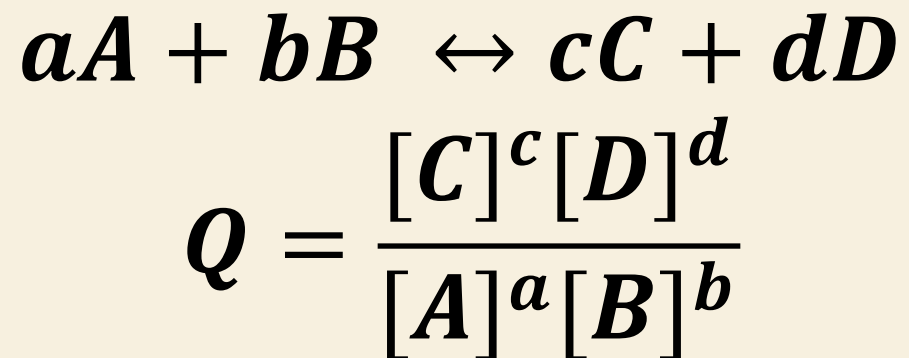 aA + bB ↔ cC + dD
Q = [C]^c[D]^d / [A]^a[B]^b